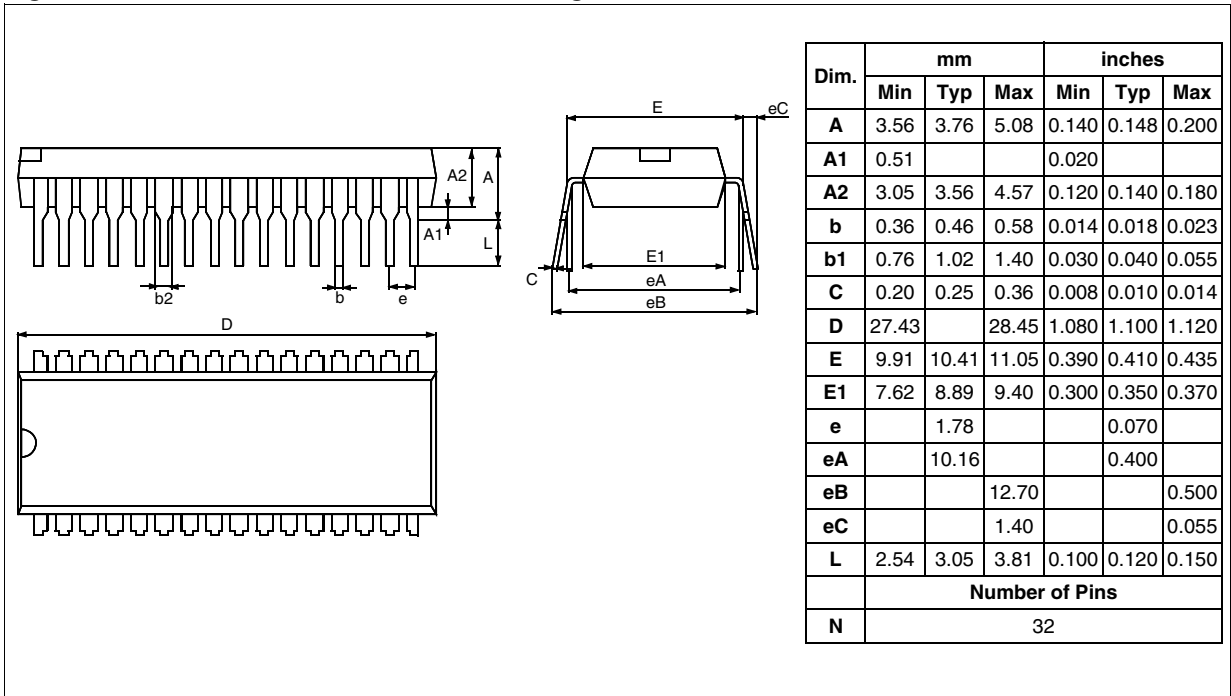 E
eC
A2
A
A1
L
b2
b
e
C
E1
eA
eB
D
Dim. mm inches
Min Typ Max Min Typ Max
A 3.56 3.76 5.08 0.140 0.148 0.200
A1 0.51 0.020
A2 3.05 3.56 4.57 0.120 0.140 0.180
b 0.36 0.46 0.58 0.014 0.018 0.023
b1 0.76 1.02 1.40 0.030 0.040 0.055
C 0.20 0.25 0.36 0.008 0.010 0.014
D 27.43 28.45 1.080 1.100 1.120
E 9.91 10.41 11.05 0.390 0.410 0.435
E1 7.62 8.89 9.40 0.300 0.350 0.370
e 1.78 0.070
eA 10.16 0.400
eB 12.70 0.500
eC 1.40 0.055
L 2.54 3.05 3.81 0.100 0.120 0.150
Number of Pins
N 32